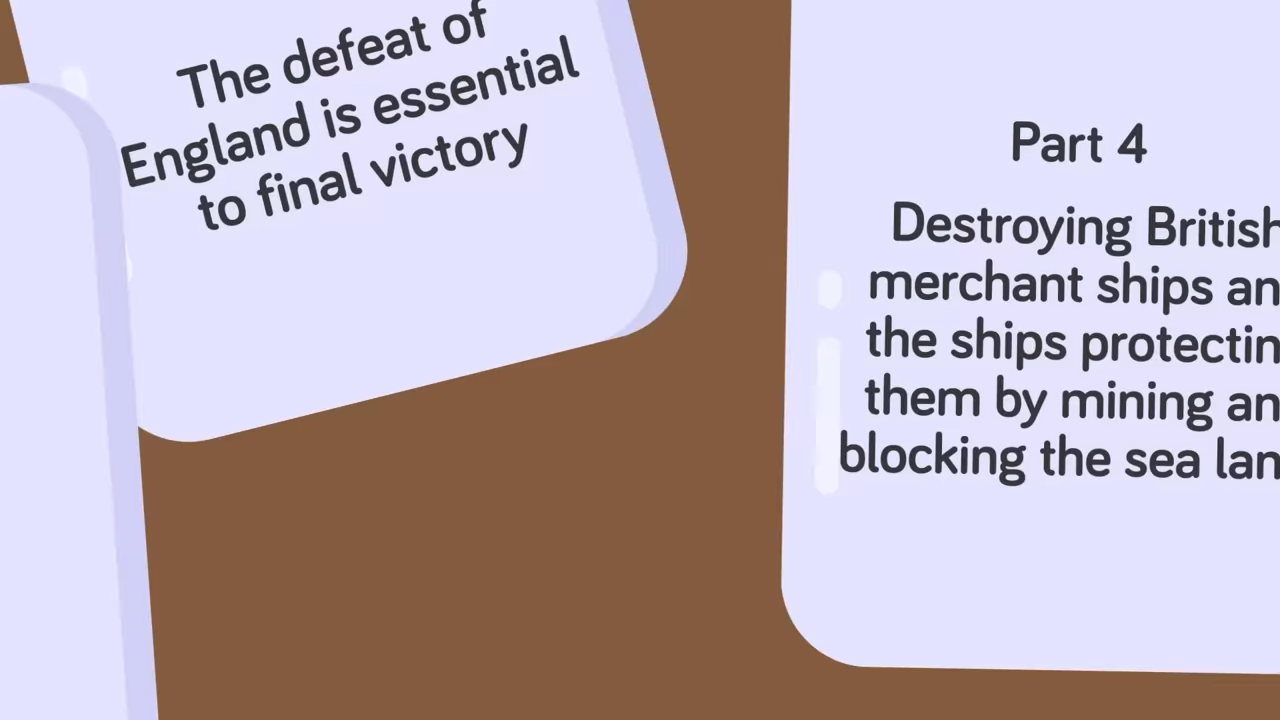 The defeat of
England is essential
to final victory
Part 4
Destroying British
merchant ships an
the ships protectin
them by mining an
blocking the sea lan